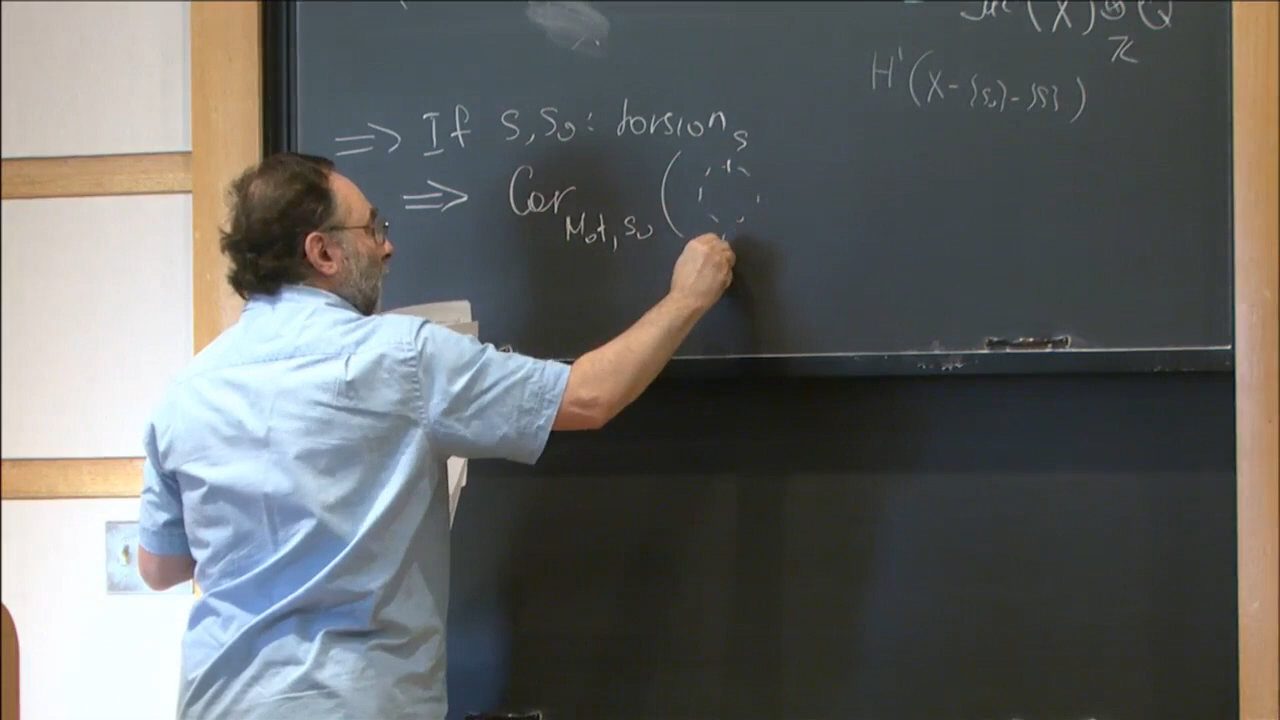 (X) ⊗ Q
Z
H¹(X-{s₀}-{s})
⇒ If s, s₀: torsion
⇒ Cor_{Mot, s₀} ( s